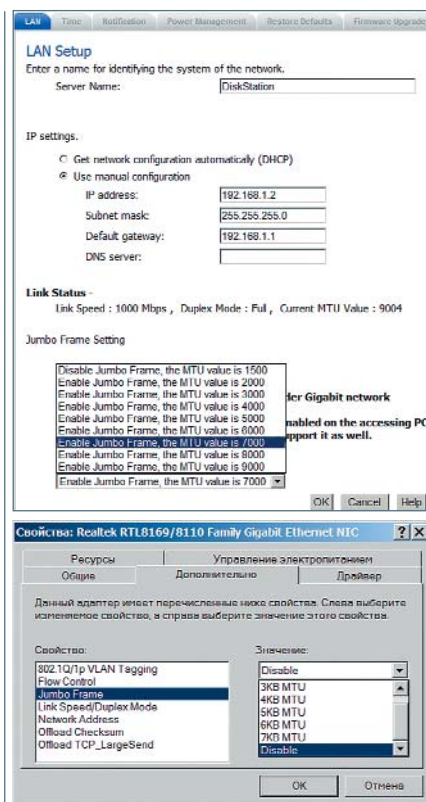 LAN Time Notification Power Management Restore Defaults Firmware Upgrade
LAN Setup
Enter a name for identifying the system of the network.
Server Name: DiskStation
IP settings.
Get network configuration automatically (DHCP)
Use manual configuration
IP address: 192.168.1.2
Subnet mask: 255.255.255.0
Default gateway: 192.168.1.1
DNS server:
Link Status -
Link Speed : 1000 Mbps , Duplex Mode : Full , Current MTU Value : 9004
Jumbo Frame Setting
Disable Jumbo Frame, the MTU value is 1500
Enable Jumbo Frame, the MTU value is 2000
Enable Jumbo Frame, the MTU value is 3000
der Gigabit network
Enable Jumbo Frame, the MTU value is 4000
Enable Jumbo Frame, the MTU value is 5000
nabled on the accessing PC
Enable Jumbo Frame, the MTU value is 6000
upport it as well.
Enable Jumbo Frame, the MTU value is 7000
Enable Jumbo Frame, the MTU value is 8000
Enable Jumbo Frame, the MTU value is 9000
Enable Jumbo Frame, the MTU value is 7000
OK Cancel Help
Свойства: Realtek RTL8169/8110 Family Gigabit Ethernet NIC
Ресурсы Управление электропитанием
Общие Дополнительно Драйвер
Данный адаптер имеет перечисленные ниже свойства. Слева выберите
изменяемое свойство, а справа выберите значение этого свойства.
Свойство: Значение:
802.1Q/1p VLAN Tagging
Flow Control
Jumbo Frame
Link Speed/Duplex Mode
Network Address
Offload Checksum
Offload TCP_LargeSend
Disable
3KB MTU
4KB MTU
5KB MTU
6KB MTU
7KB MTU
Disable
OK Отмена